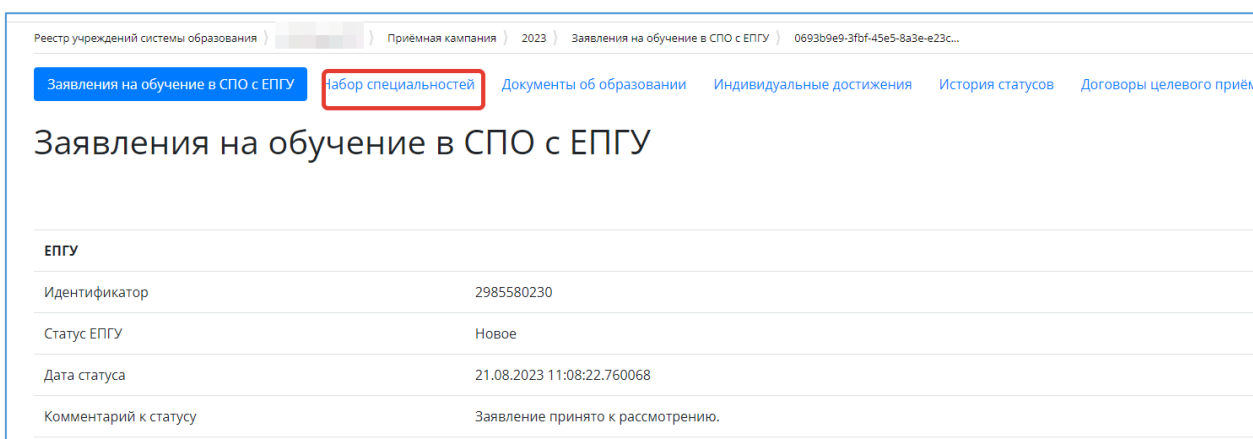 Реестр учреждений системы образования ⟩ ⟩ Приёмная кампания ⟩ 2023 ⟩ Заявления на обучение в СПО с ЕПГУ ⟩ 0693b9e9-3fbf-45e5-8a3e-e23c...
Заявления на обучение в СПО с ЕПГУ Набор специальностей Документы об образовании Индивидуальные достижения История статусов Договоры целевого приём
Заявления на обучение в СПО с ЕПГУ
ЕПГУ
Идентификатор 2985580230
Статус ЕПГУ Новое
Дата статуса 21.08.2023 11:08:22.760068
Комментарий к статусу Заявление принято к рассмотрению.